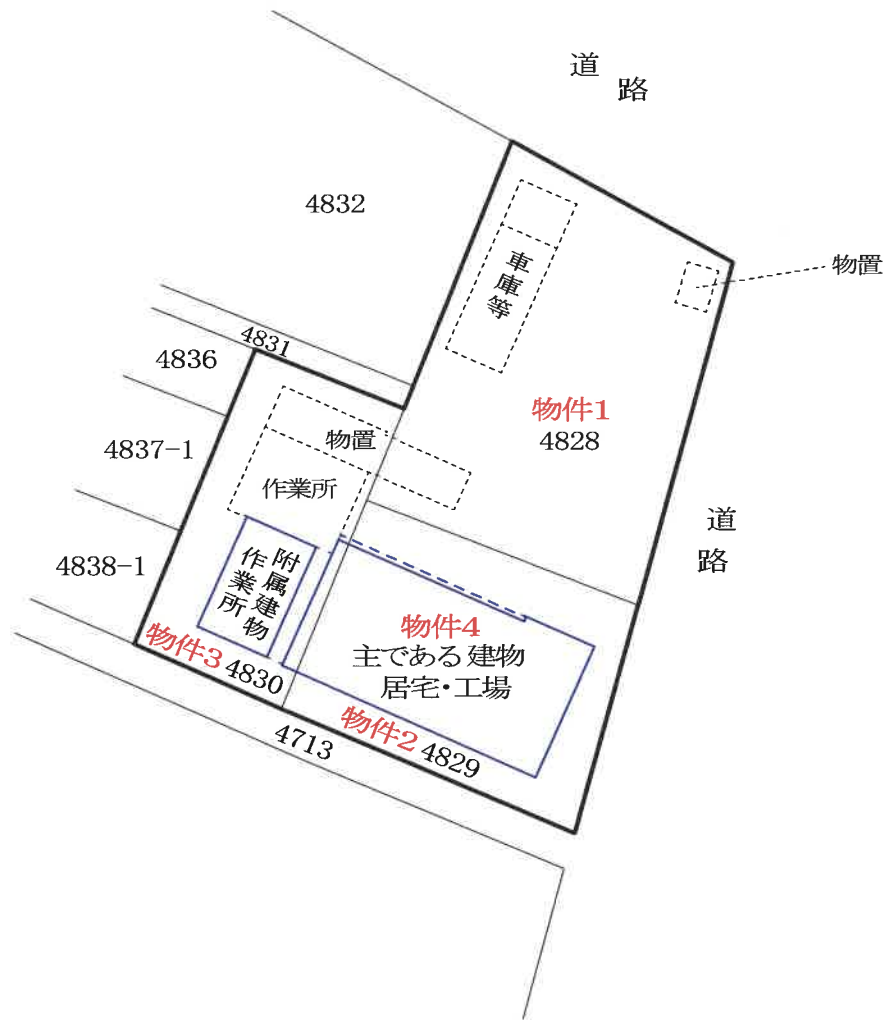 道
路
4832
物置
車庫等
4831
4836
物件1
4828
4837-1
物置
作業所
道
路
4838-1
附属建物
作業所
物件4
主である建物
居宅・工場
物件3 4830
物件2 4829
4713